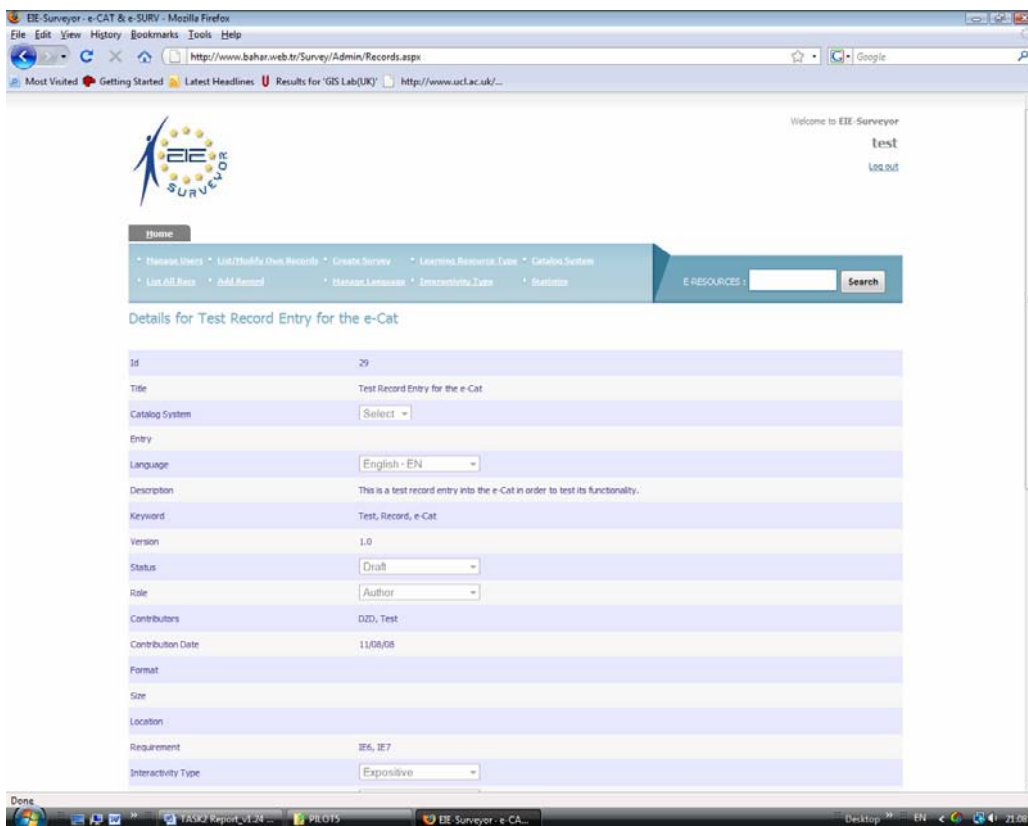 EIE-Surveyor - e-CAT & e-SURV - Mozilla Firefox
File Edit View History Bookmarks Tools Help
http://www.bahar.web.tr/Survey/Admin/Records.aspx
Google
Most Visited Getting Started Latest Headlines Results for 'GIS Lab(UK)' http://www.ucl.ac.uk/...
Welcome to EIE-Surveyor
test
Log out
EIE
SURVEYOR
Home
Manage Users List/Modify Own Records Create Survey Learning Resource Type Catalog System
List All Recs Add Record Manage Language Interactivity Type Statistics
E-RESOURCES : Search
Details for Test Record Entry for the e-Cat
Id 29
Title Test Record Entry for the e-Cat
Catalog System Select
Entry
Language English - EN
Description This is a test record entry into the e-Cat in order to test its functionality.
Keyword Test, Record, e-Cat
Version 1.0
Status Draft
Role Author
Contributors DZD, Test
Contribution Date 11/08/08
Format
Size
Location
Requirement IE6, IE7
Interactivity Type Expositive
Done
TASK2 Report_v1.24 ... PILOT5 EIE-Surveyor - e-CA... Desktop EN 21:08